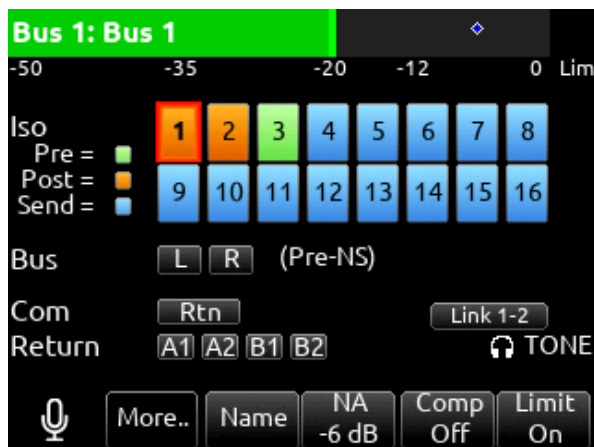 Bus 1: Bus 1
-50 -35 -20 -12 0 Lim
Iso 1 2 3 4 5 6 7 8
Pre =
Post = 9 10 11 12 13 14 15 16
Send =
Bus L R (Pre-NS)
Com Rtn Link 1-2
Return A1 A2 B1 B2 TONE
More.. Name NA Comp Limit
-6 dB Off On